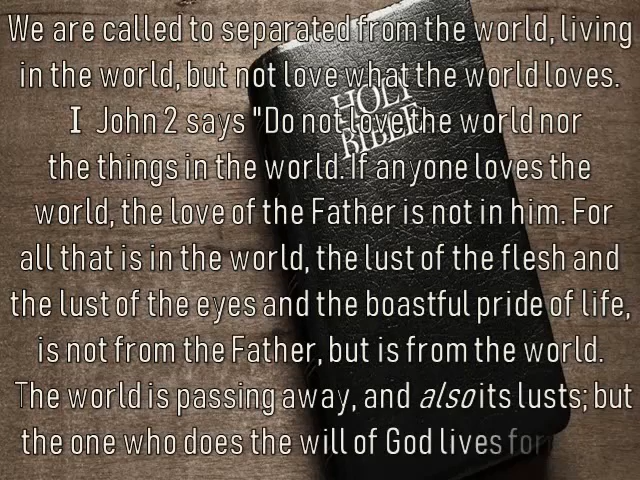 We are called to separated from the world, living
in the world, but not love what the world loves.
I John 2 says "Do not love the world nor
the things in the world. If anyone loves the
world, the love of the Father is not in him. For
all that is in the world, the lust of the flesh and
the lust of the eyes and the boastful pride of life,
is not from the Father, but is from the world.
The world is passing away, and also its lusts; but
the one who does the will of God lives for
HOLY
BIBLE